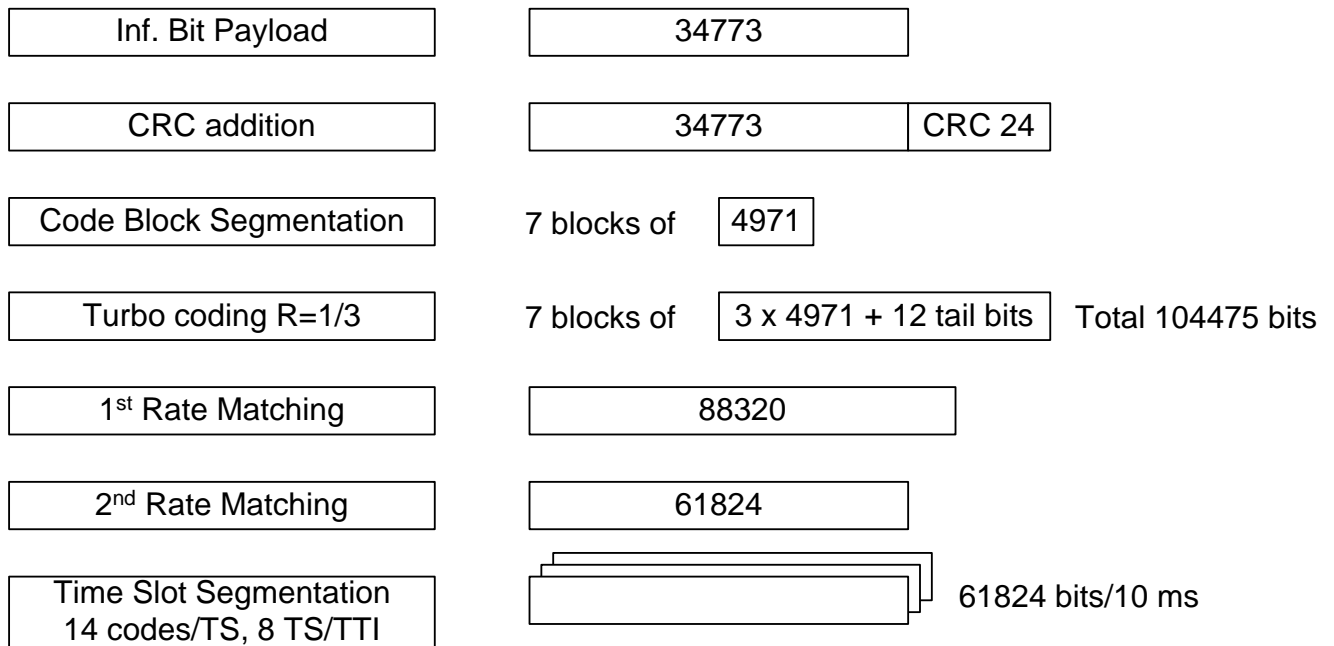 Inf. Bit Payload 34773
CRC addition 34773 CRC 24
Code Block Segmentation 7 blocks of 4971
Turbo coding R=1/3 7 blocks of 3 x 4971 + 12 tail bits Total 104475 bits
1st Rate Matching 88320
2nd Rate Matching 61824
Time Slot Segmentation
14 codes/TS, 8 TS/TTI
61824 bits/10 ms